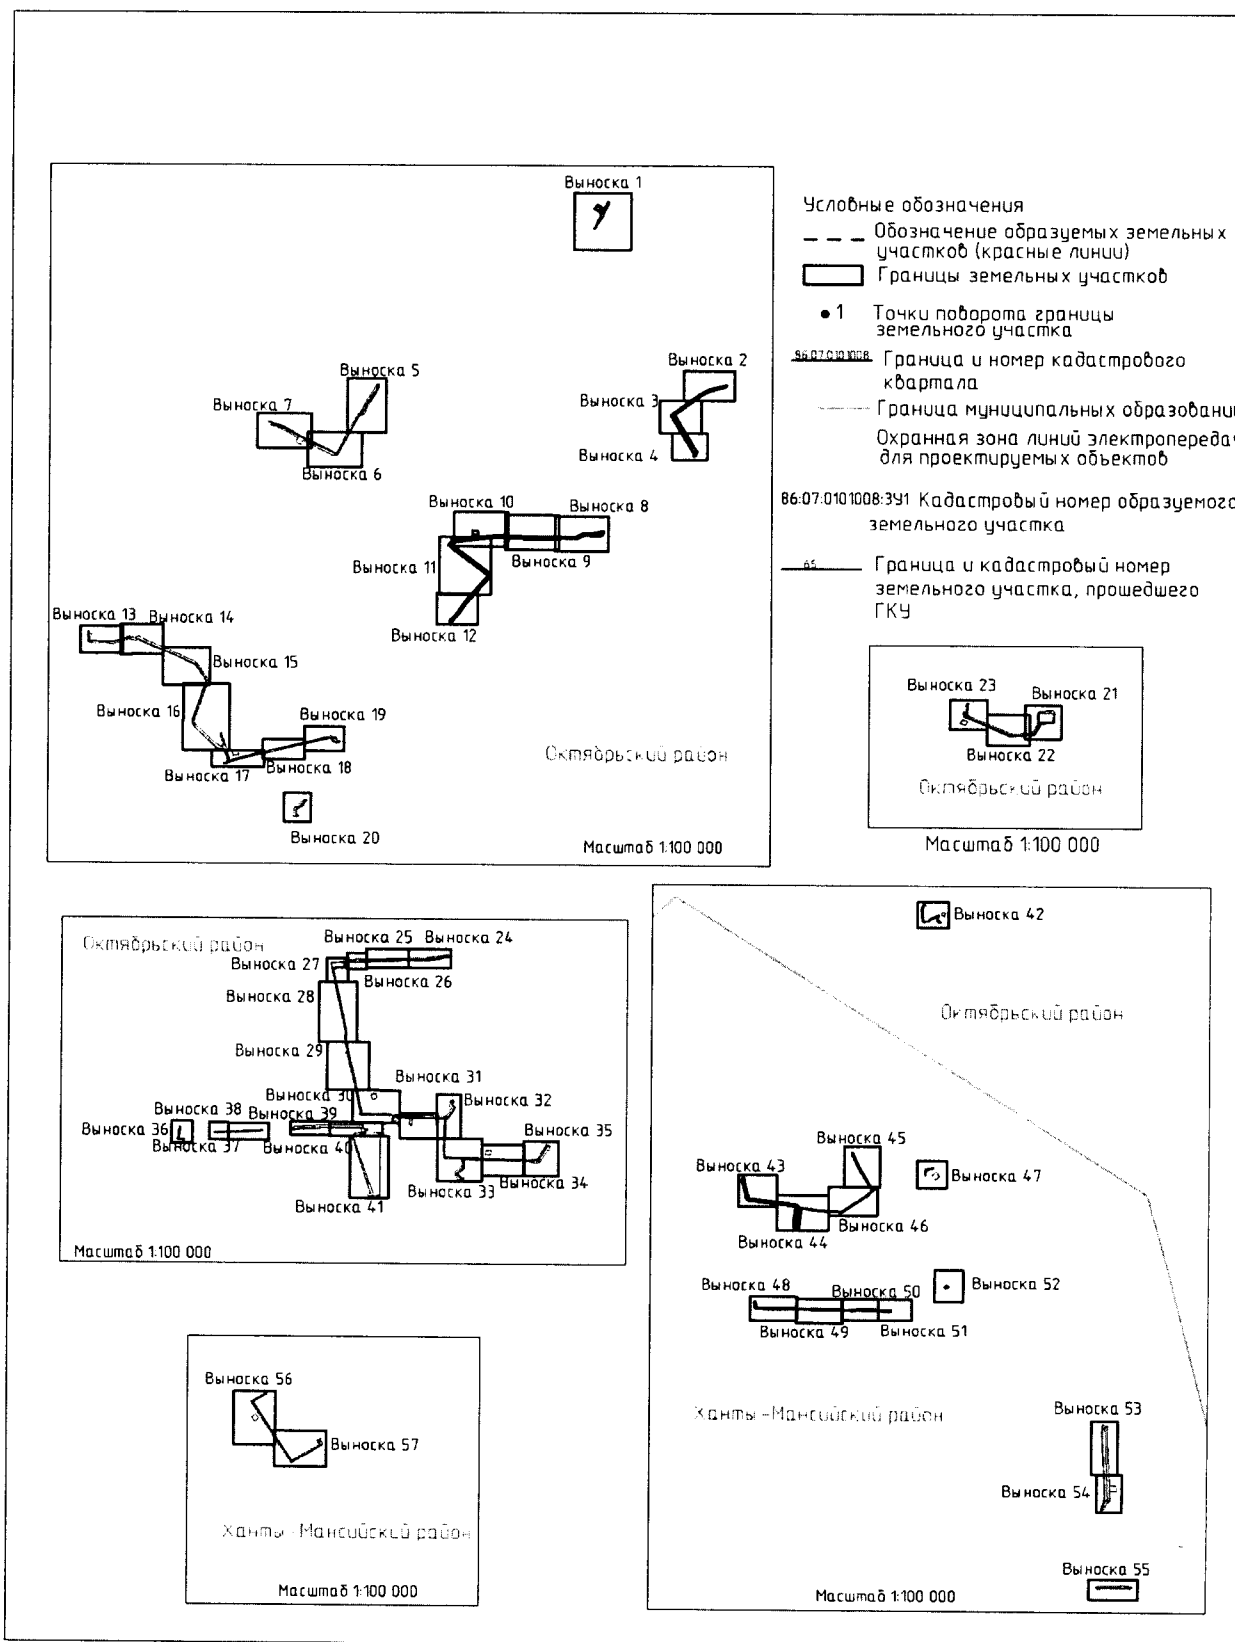 Выноска 1
Выноска 2
Выноска 3
Выноска 4
Выноска 5
Выноска 7
Выноска 6
Выноска 10
Выноска 8
Выноска 11
Выноска 9
Выноска 12
Выноска 13
Выноска 14
Выноска 15
Выноска 16
Выноска 19
Выноска 17
Выноска 18
Выноска 20
Октябрьский район
Масштаб 1:100 000
Условные обозначения
Обозначение образуемых земельных
участков (красные линии)
Границы земельных участков
1 Точки поворота границы
земельного участка
86:07:0101008 Граница и номер кадастрового
квартала
Граница муниципальных образовани
Охранная зона линий электропередач
для проектируемых объектов
86:07:0101008:ЗУ1 Кадастровый номер образуемого
земельного участка
65 Граница и кадастровый номер
земельного участка, прошедшего
ГКУ
Выноска 23
Выноска 21
Выноска 22
Октябрьский район
Масштаб 1:100 000
Октябрьский район
Выноска 25
Выноска 24
Выноска 27
Выноска 26
Выноска 28
Выноска 29
Выноска 31
Выноска 30
Выноска 32
Выноска 38
Выноска 39
Выноска 36
Выноска 35
Выноска 37
Выноска 40
Выноска 33
Выноска 34
Выноска 41
Масштаб 1:100 000
Выноска 42
Октябрьский район
Выноска 45
Выноска 43
Выноска 47
Выноска 46
Выноска 44
Выноска 48
Выноска 50
Выноска 52
Выноска 49
Выноска 51
Ханты-Мансийский район
Выноска 53
Выноска 54
Выноска 55
Масштаб 1:100 000
Выноска 56
Выноска 57
Ханты-Мансийский район
Масштаб 1:100 000